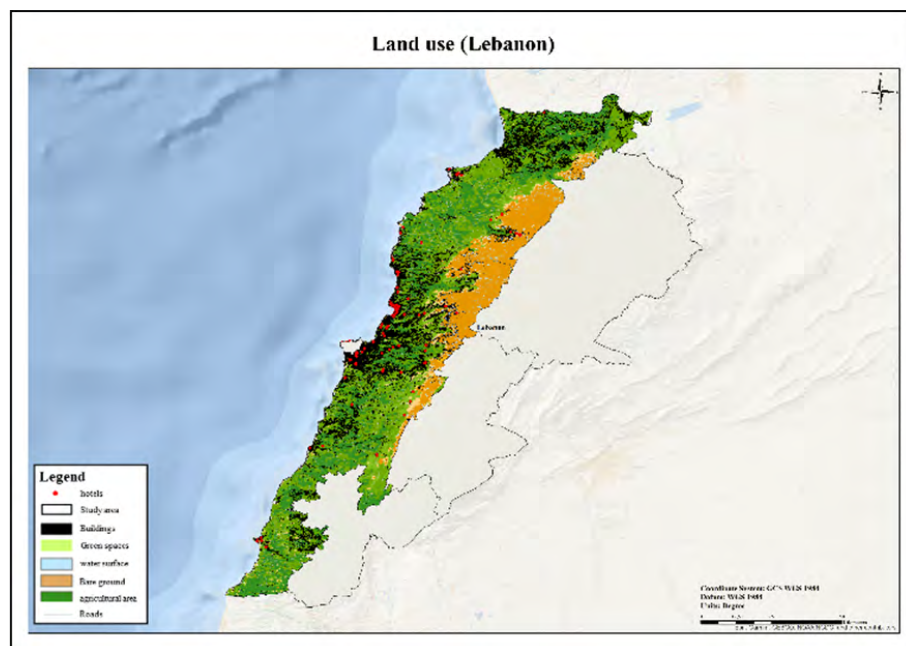 Land use (Lebanon)
Lebanon
Legend
hotels
Study area
Buildings
Green spaces
water surface
Bare ground
agricultural area
Roads
Coordinate System: GCS WGS 1984
Datum: WGS 1984
Units: Degree